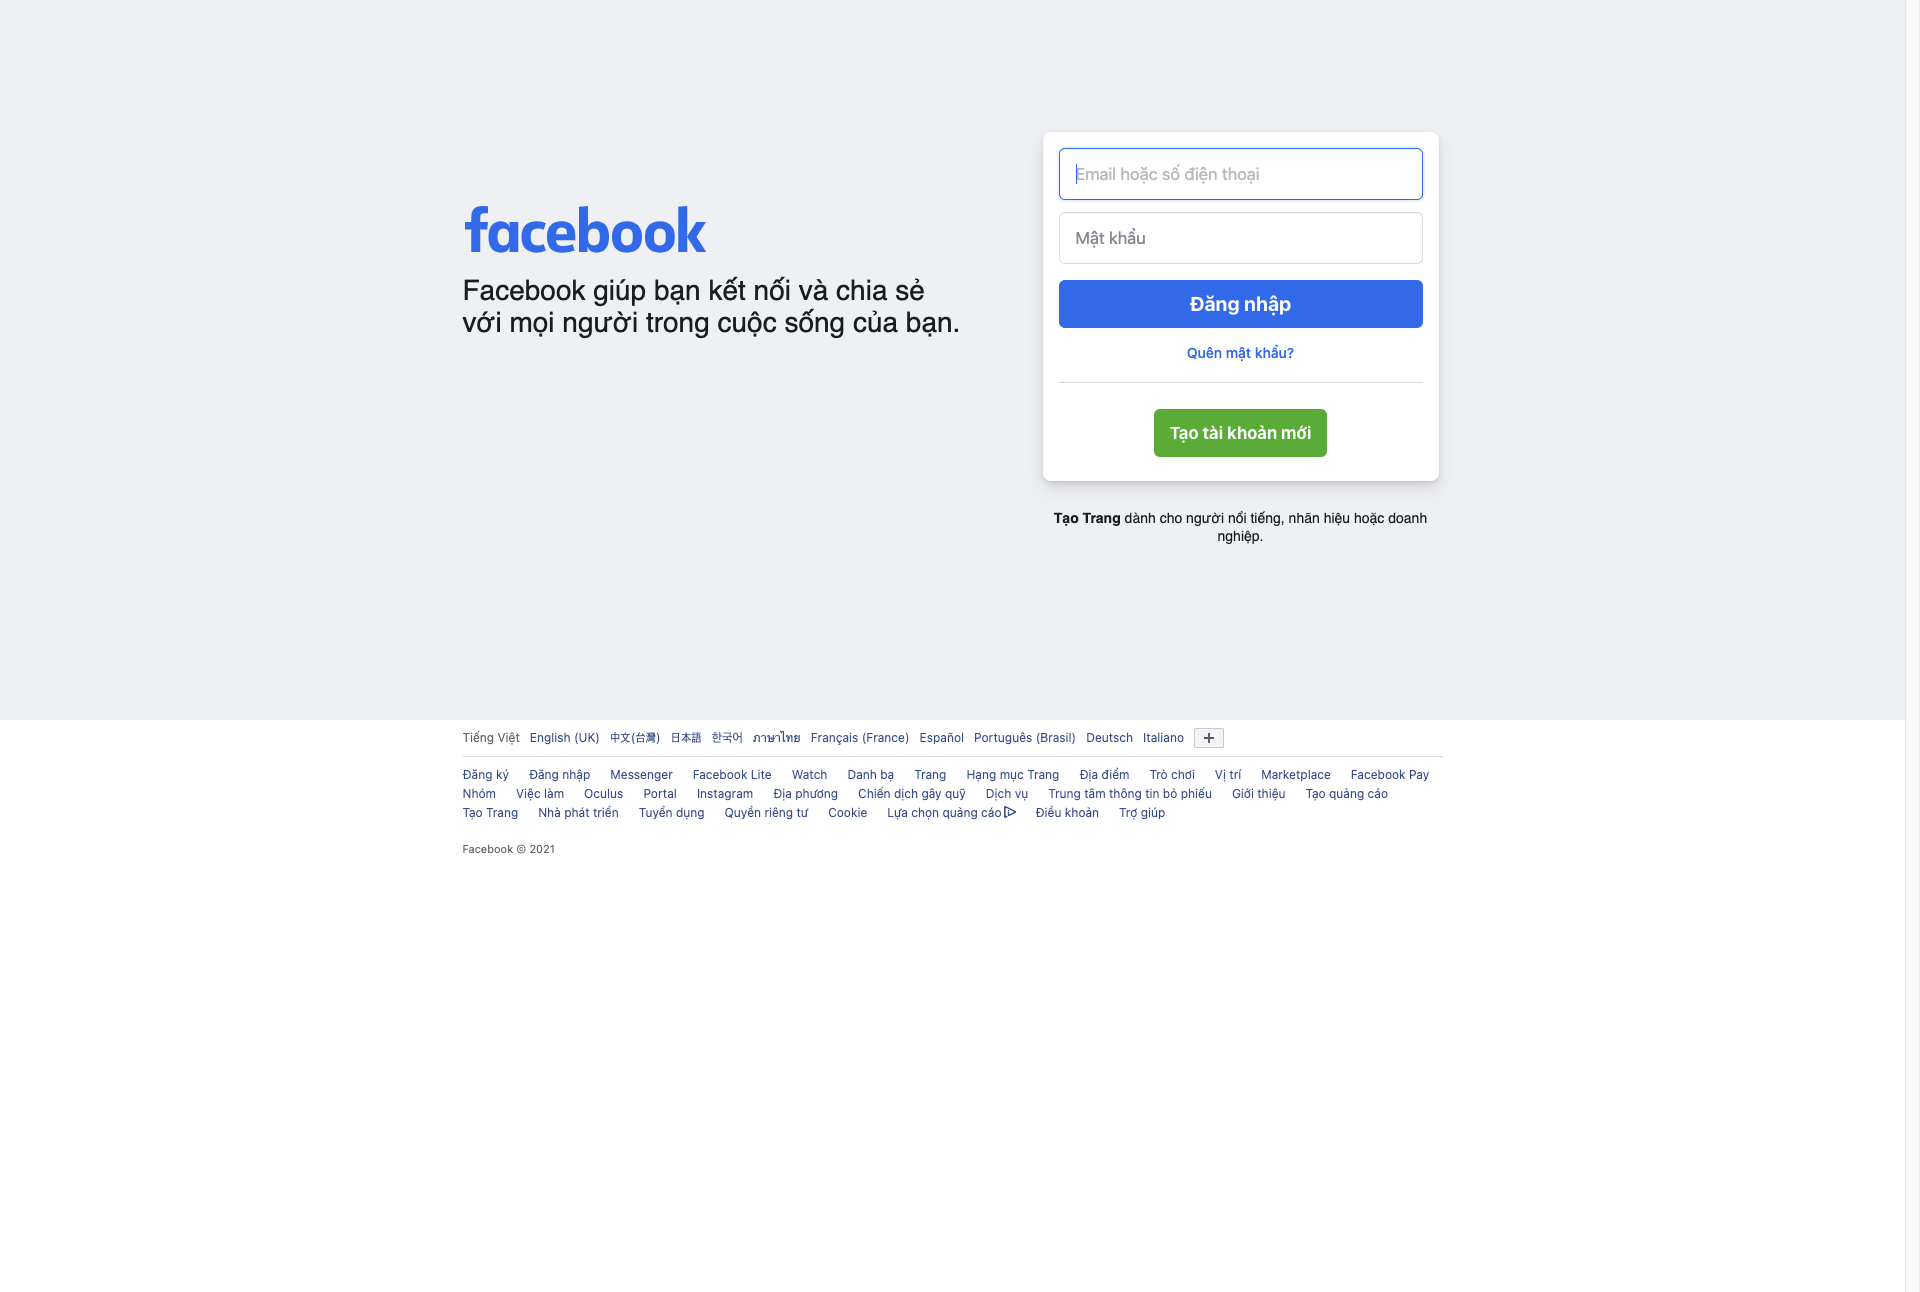 facebook
Facebook giúp bạn kết nối và chia sẻ
với mọi người trong cuộc sống của bạn.
Email hoặc số điện thoại
Mật khẩu
Đăng nhập
Quên mật khẩu?
Tạo tài khoản mới
Tạo Trang dành cho người nổi tiếng, nhãn hiệu hoặc doanh
nghiệp.
Tiếng Việt English (UK) 中文(台灣) 日本語 한국어 ภาษาไทย Français (France) Español Português (Brasil) Deutsch Italiano
Đăng ký Đăng nhập Messenger Facebook Lite Watch Danh bạ Trang Hạng mục Trang Địa điểm Trò chơi Vị trí Marketplace Facebook Pay
Nhóm Việc làm Oculus Portal Instagram Địa phương Chiến dịch gây quỹ Dịch vụ Trung tâm thông tin bỏ phiếu Giới thiệu Tạo quảng cáo
Tạo Trang Nhà phát triển Tuyển dụng Quyền riêng tư Cookie Lựa chọn quảng cáo Điều khoản Trợ giúp
Facebook © 2021